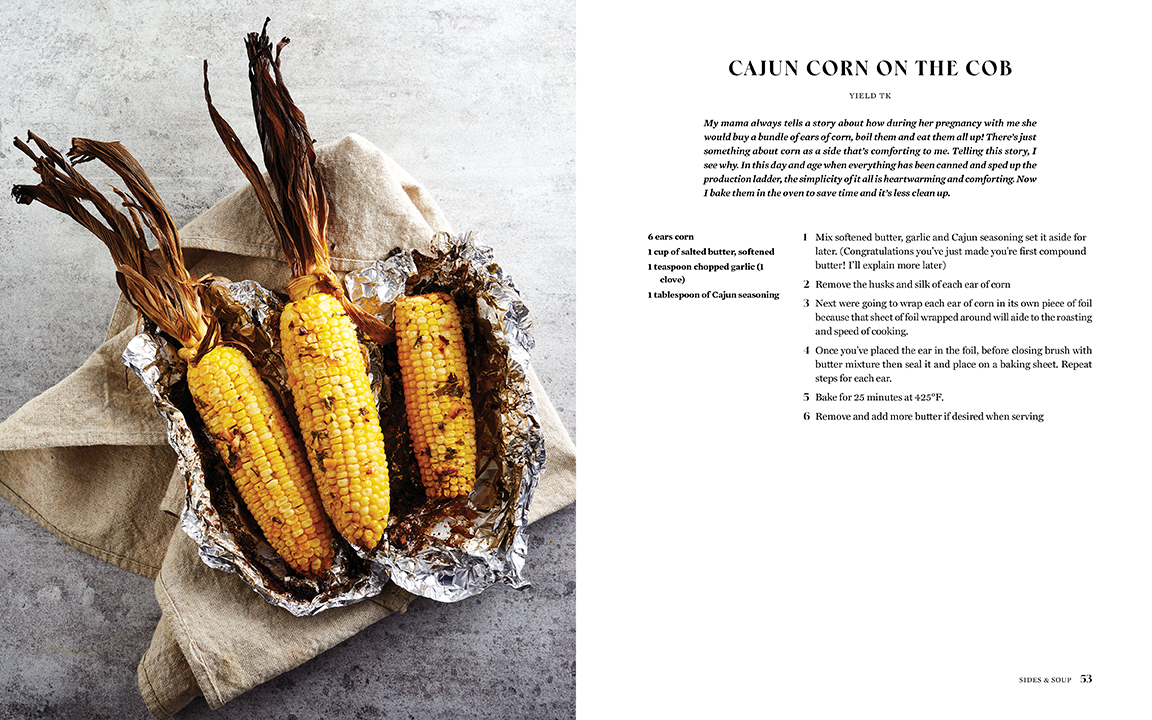 CAJUN CORN ON THE COB
YIELD TK
My mama always tells a story about how during her pregnancy with me she
would buy a bundle of ears of corn, boil them and eat them all up! There's just
something about corn as a side that's comforting to me. Telling this story, I
see why. In this day and age when everything has been canned and sped up the
production ladder, the simplicity of it all is heartwarming and comforting. Now
I bake them in the oven to save time and it's less clean up.
6 ears corn
1 cup of salted butter, softened
1 teaspoon chopped garlic (1
clove)
1 tablespoon of Cajun seasoning
1 Mix softened butter, garlic and Cajun seasoning set it aside for
later. (Congratulations you've just made you're first compound
butter! I'll explain more later)
2 Remove the husks and silk of each ear of corn
3 Next were going to wrap each ear of corn in its own piece of foil
because that sheet of foil wrapped around will aide to the roasting
and speed of cooking.
4 Once you've placed the ear in the foil, before closing brush with
butter mixture then seal it and place on a baking sheet. Repeat
steps for each ear.
5 Bake for 25 minutes at 425°F.
6 Remove and add more butter if desired when serving
SIDES & SOUP 53